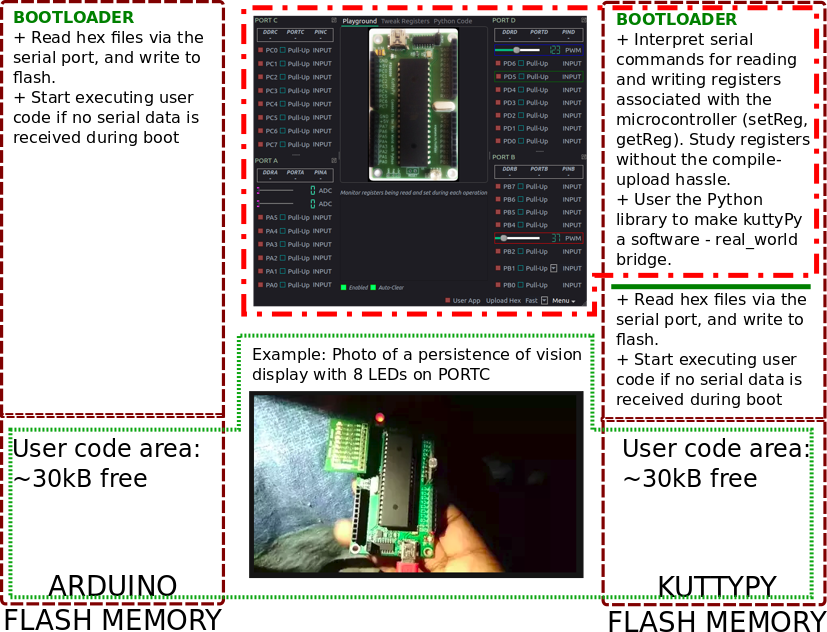 BOOTLOADER
+ Read hex files via the
serial port, and write to
flash.
+ Start executing user
code if no serial data is
received during boot
User code area:
~30kB free
ARDUINO
FLASH MEMORY
PORT C
DDRC PORTC PINC
PC0 Pull-Up INPUT
PC1 Pull-Up INPUT
PC2 Pull-Up INPUT
PC3 Pull-Up INPUT
PC4 Pull-Up INPUT
PC5 Pull-Up INPUT
PC6 Pull-Up INPUT
PC7 Pull-Up INPUT
PORT A
DDRA PORTA PINA
0 ADC
0 ADC
PA5 Pull-Up INPUT
PA4 Pull-Up INPUT
PA3 Pull-Up INPUT
PA2 Pull-Up INPUT
PA1 Pull-Up INPUT
PA0 Pull-Up INPUT
Playground Tweak Registers Python Code
Monitor registers being read and set during each operation
Enabled Auto-Clear
PORT D
DDRD PORTD PIND
PWM
PD6 Pull-Up INPUT
PD5 Pull-Up INPUT
PD4 Pull-Up INPUT
PD3 Pull-Up INPUT
PD2 Pull-Up INPUT
PD1 Pull-Up INPUT
PD0 Pull-Up INPUT
PORT B
DDRB PORTB PINB
PB7 Pull-Up INPUT
PB6 Pull-Up INPUT
PB5 Pull-Up INPUT
PB4 Pull-Up INPUT
PWM
PB2 Pull-Up INPUT
PB1 Pull-Up INPUT
PB0 Pull-Up INPUT
User App Upload Hex Fast Menu
Example: Photo of a persistence of vision
display with 8 LEDs on PORTC
BOOTLOADER
+ Interpret serial
commands for reading
and writing registers
associated with the
microcontroller (setReg,
getReg). Study registers
without the compile-
upload hassle.
+ User the Python
library to make kuttyPy
a software - real_world
bridge.
+ Read hex files via the
serial port, and write to
flash.
+ Start executing user
code if no serial data is
received during boot
User code area:
~30kB free
KUTTYPY
FLASH MEMORY